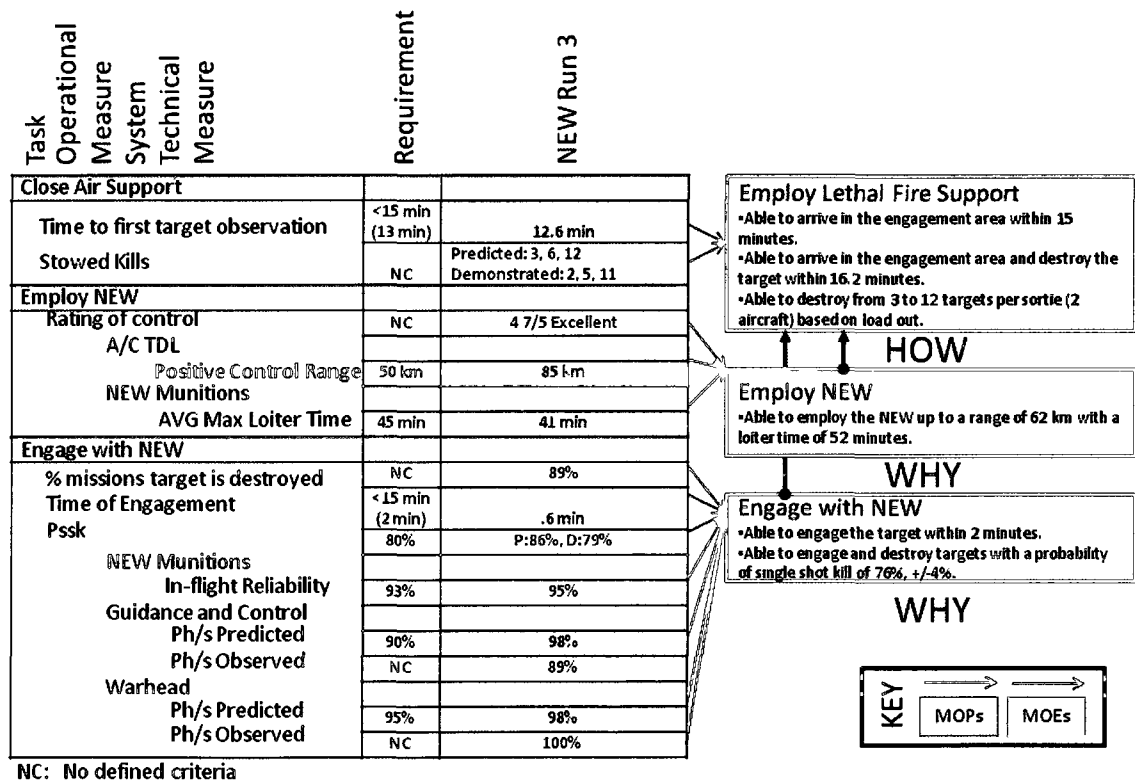 Task
Operational
Measure
System
Technical
Measure
Requirement
NEW Run 3
Close Air Support
Time to first target observation
<15 min
(13 min)
12.6 min
Stowed Kills
NC
Predicted: 3, 6, 12
Demonstrated: 2, 5, 11
Employ NEW
Rating of control
NC
4 7/5 Excellent
A/C TDL
Positive Control Range
50 km
85 km
NEW Munitions
AVG Max Loiter Time
45 min
41 min
Engage with NEW
% missions target is destroyed
NC
89%
Time of Engagement
<15 min
(2 min)
.6 min
Pssk
80%
P:86%, D:79%
NEW Munitions
In-flight Reliability
93%
95%
Guidance and Control
Ph/s Predicted
90%
98%
Ph/s Observed
NC
89%
Warhead
Ph/s Predicted
95%
98%
Ph/s Observed
NC
100%
NC: No defined criteria
Employ Lethal Fire Support
▪Able to arrive in the engagement area within 15
minutes.
▪Able to arrive in the engagement area and destroy the
target within 16.2 minutes.
▪Able to destroy from 3 to 12 targets per sortie (2
aircraft) based on load out.
HOW
Employ NEW
▪Able to employ the NEW up to a range of 62 km with a
loiter time of 52 minutes.
WHY
Engage with NEW
▪Able to engage the target within 2 minutes.
▪Able to engage and destroy targets with a probability
of single shot kill of 76%, +/-4%.
WHY
KEY
MOPs
MOEs